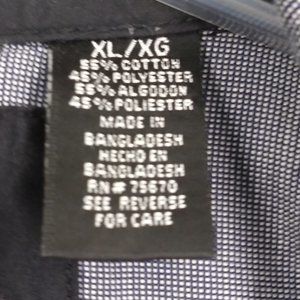 XL/XG
55% COTTON
45% POLYESTER
55% ALGODON
45% POLIESTER
MADE IN
BANGLADESH
HECHO EN
BANGLADESH
RN# 75670
SEE REVERSE
FOR CARE